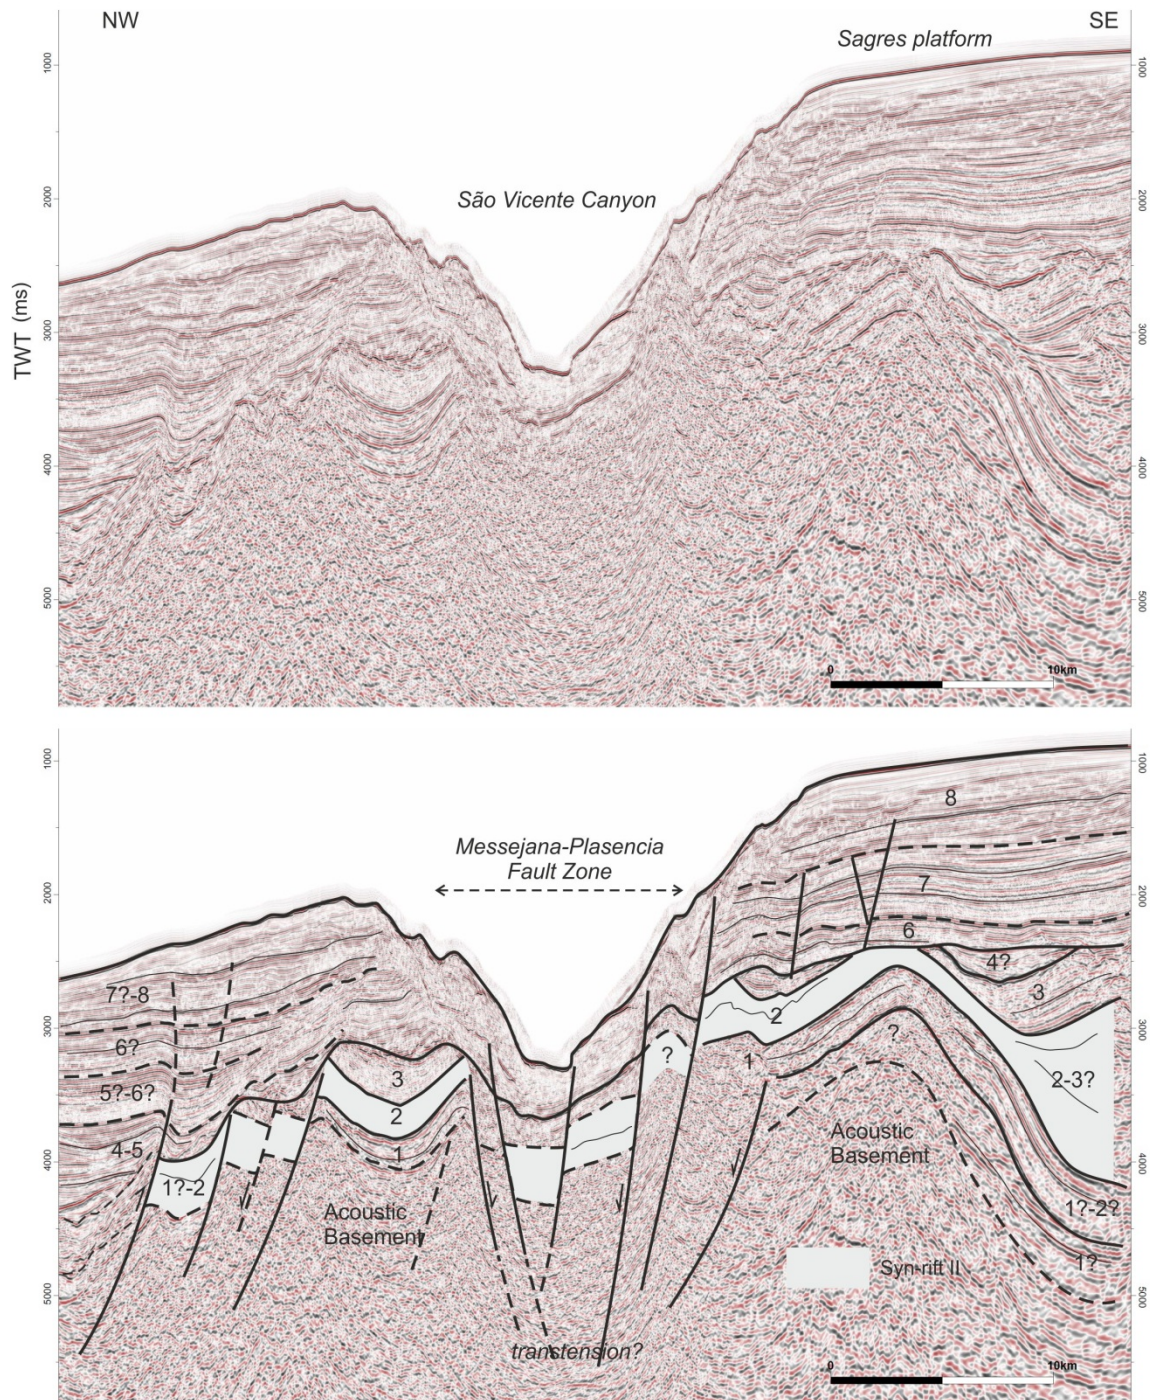 NW
SE
Sagres platform
São Vicente Canyon
TWT (ms)
1000
2000
3000
4000
5000
1000
2000
3000
4000
5000
0
10km
Messejana-Plasencia
Fault Zone
transtension?
1000
2000
3000
4000
5000
1000
2000
3000
4000
5000
8
7
6
4?
3
2
2-3?
1
?
?
1?-2?
1?
7?-8
6?
5?-6?
4-5
1?-2
3
2
1
Acoustic
Basement
Acoustic
Basement
Syn-rift II
0
10km